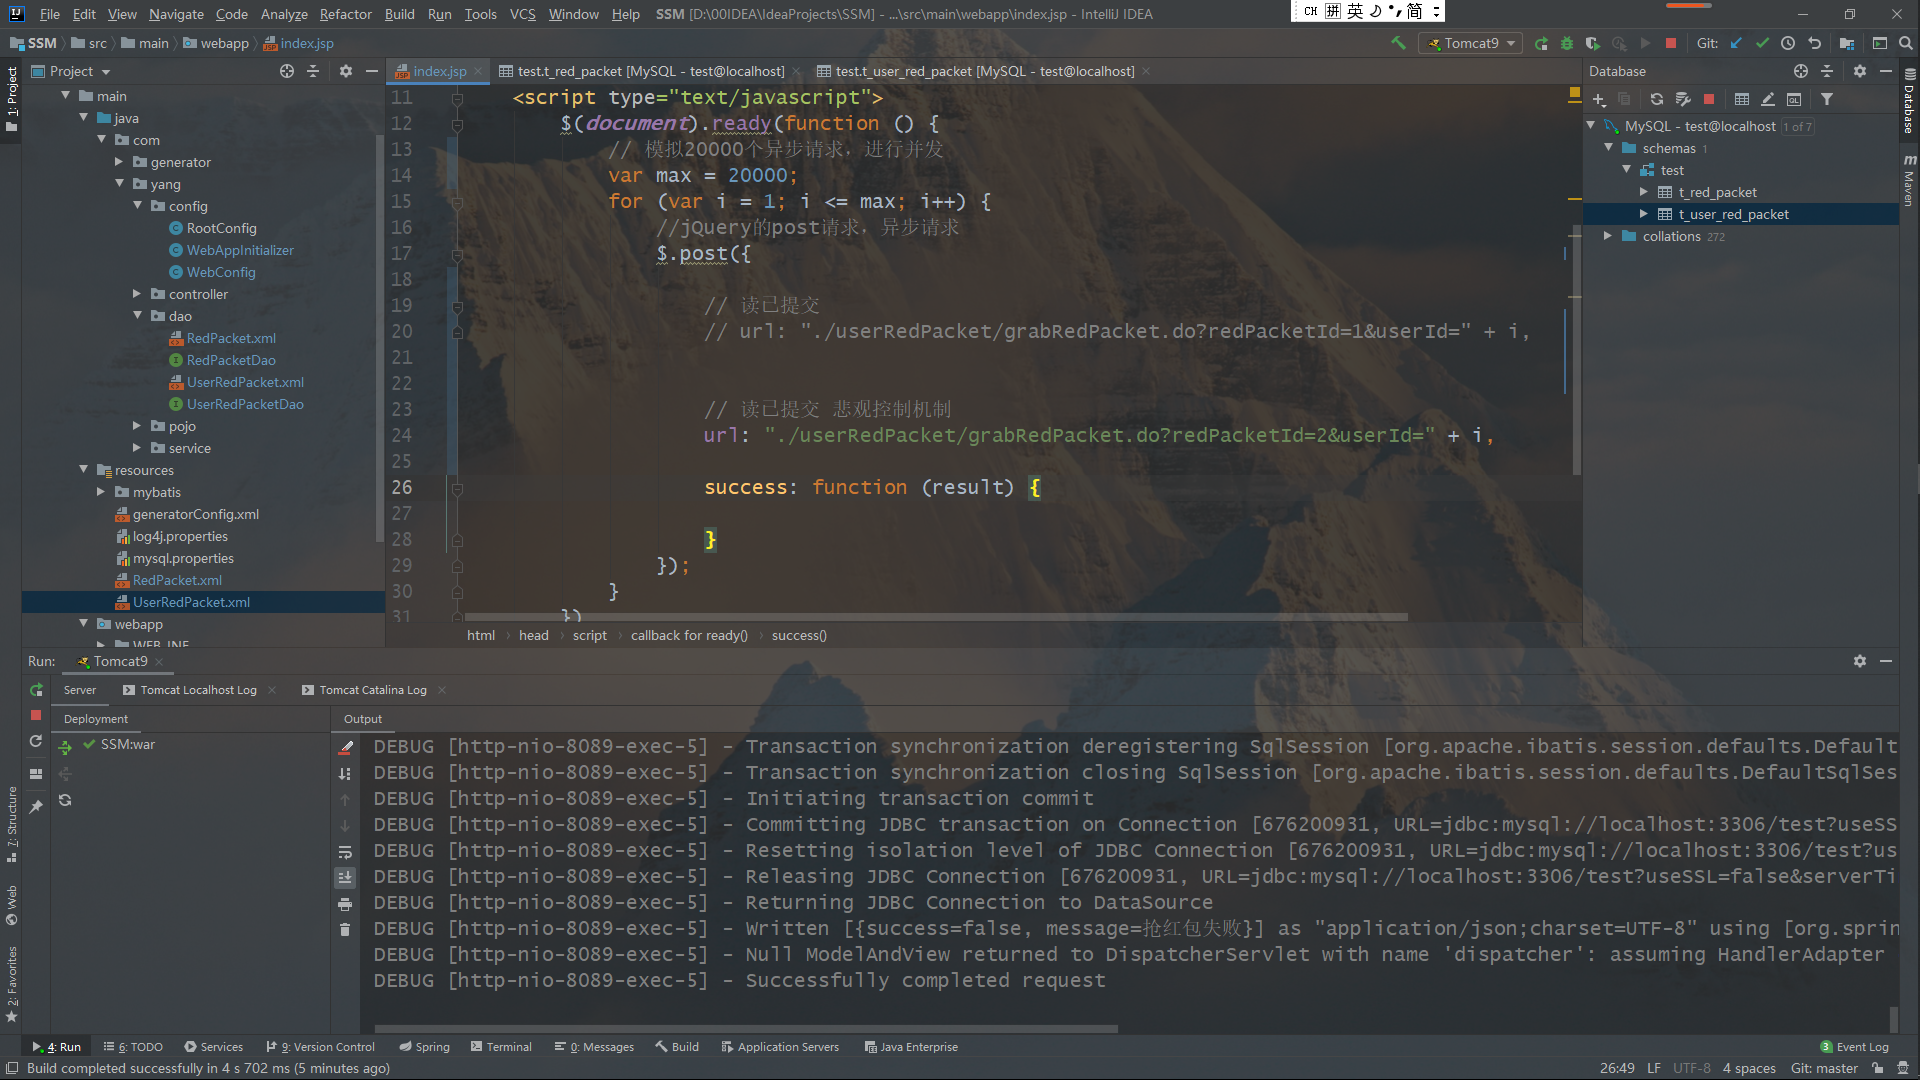 File Edit View Navigate Code Analyze Refactor Build Run Tools VCS Window Help SSM [D:\00IDEA\IdeaProjects\SSM] - ...\src\main\webapp\index.jsp - IntelliJ IDEA
CH 拼 英 简
SSM src main webapp index.jsp
Tomcat9
Git:
1: Project
Project
main
java
com
generator
yang
config
RootConfig
WebAppInitializer
WebConfig
controller
dao
RedPacket.xml
RedPacketDao
UserRedPacket.xml
UserRedPacketDao
pojo
service
resources
mybatis
generatorConfig.xml
log4j.properties
mysql.properties
RedPacket.xml
UserRedPacket.xml
webapp
WEB-INF
index.jsp test.t_red_packet [MySQL - test@localhost] test.t_user_red_packet [MySQL - test@localhost]
11 <script type="text/javascript">
12 $(document).ready(function () {
13 // 模拟20000个异步请求，进行并发
14 var max = 20000;
15 for (var i = 1; i <= max; i++) {
16 //jQuery的post请求，异步请求
17 $.post({
18
19 // 读已提交
20 // url: "./userRedPacket/grabRedPacket.do?redPacketId=1&userId=" + i,
21
22
23 // 读已提交 悲观控制机制
24 url: "./userRedPacket/grabRedPacket.do?redPacketId=2&userId=" + i,
25
26 success: function (result) {
27
28 }
29 });
30 }
31 })
html head script callback for ready() success()
Database
MySQL - test@localhost 1 of 7
schemas 1
test
t_red_packet
t_user_red_packet
collations 272
Database
Maven
Run: Tomcat9
Server Tomcat Localhost Log Tomcat Catalina Log
Deployment
SSM:war
Output
DEBUG [http-nio-8089-exec-5] - Transaction synchronization deregistering SqlSession [org.apache.ibatis.session.defaults.Default
DEBUG [http-nio-8089-exec-5] - Transaction synchronization closing SqlSession [org.apache.ibatis.session.defaults.DefaultSqlSes
DEBUG [http-nio-8089-exec-5] - Initiating transaction commit
DEBUG [http-nio-8089-exec-5] - Committing JDBC transaction on Connection [676200931, URL=jdbc:mysql://localhost:3306/test?useSS
DEBUG [http-nio-8089-exec-5] - Resetting isolation level of JDBC Connection [676200931, URL=jdbc:mysql://localhost:3306/test?us
DEBUG [http-nio-8089-exec-5] - Releasing JDBC Connection [676200931, URL=jdbc:mysql://localhost:3306/test?useSSL=false&serverTi
DEBUG [http-nio-8089-exec-5] - Returning JDBC Connection to DataSource
DEBUG [http-nio-8089-exec-5] - Written [{success=false, message=抢红包失败}] as "application/json;charset=UTF-8" using [org.sprin
DEBUG [http-nio-8089-exec-5] - Null ModelAndView returned to DispatcherServlet with name 'dispatcher': assuming HandlerAdapter
DEBUG [http-nio-8089-exec-5] - Successfully completed request
7: Structure
Web
2: Favorites
4: Run 6: TODO Services 9: Version Control Spring Terminal 0: Messages Build Application Servers Java Enterprise 3 Event Log
Build completed successfully in 4 s 702 ms (5 minutes ago) 26:49 LF UTF-8 4 spaces Git: master